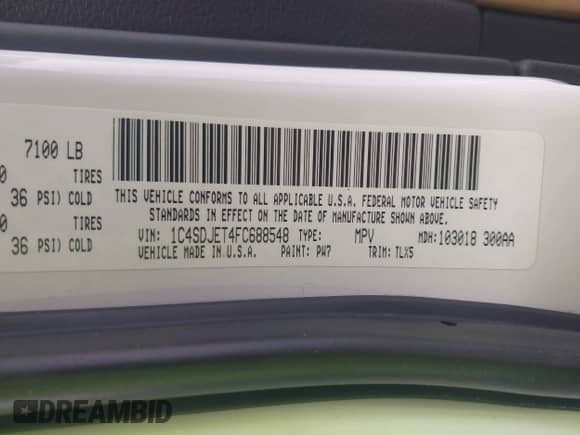 7100 LB
0 TIRES
36 PSI) COLD
0 TIRES
36 PSI) COLD
THIS VEHICLE CONFORMS TO ALL APPLICABLE U.S.A. FEDERAL MOTOR VEHICLE SAFETY
STANDARDS IN EFFECT ON THE DATE OF MANUFACTURE SHOWN ABOVE.
VIN: 1C4SDJET4FC688548 TYPE: MPV MDH: 103018 300AA
VEHICLE MADE IN U.S.A. PAINT: PW7 TRIM: TLX5
DREAMBID